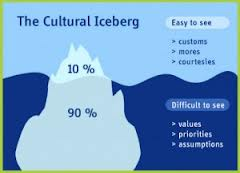 The Cultural Iceberg
Easy to see
> customs
> mores
> courtesies
10 %
90 %
Difficult to see
> values
> priorities
> assumptions